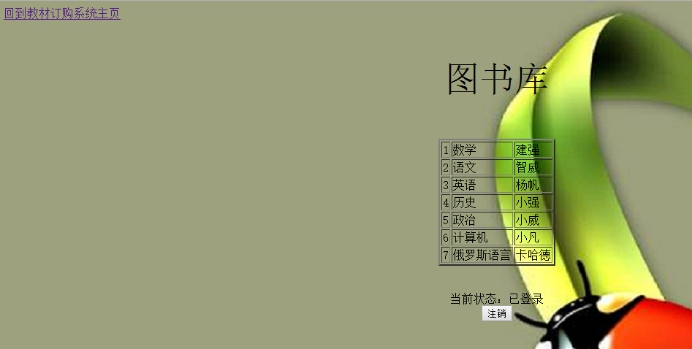 回到教材订购系统主页
图书库
1 数学 建强
2 语文 智威
3 英语 杨帆
4 历史 小强
5 政治 小威
6 计算机 小凡
7 俄罗斯语言 卡哈德
当前状态：已登录
注销